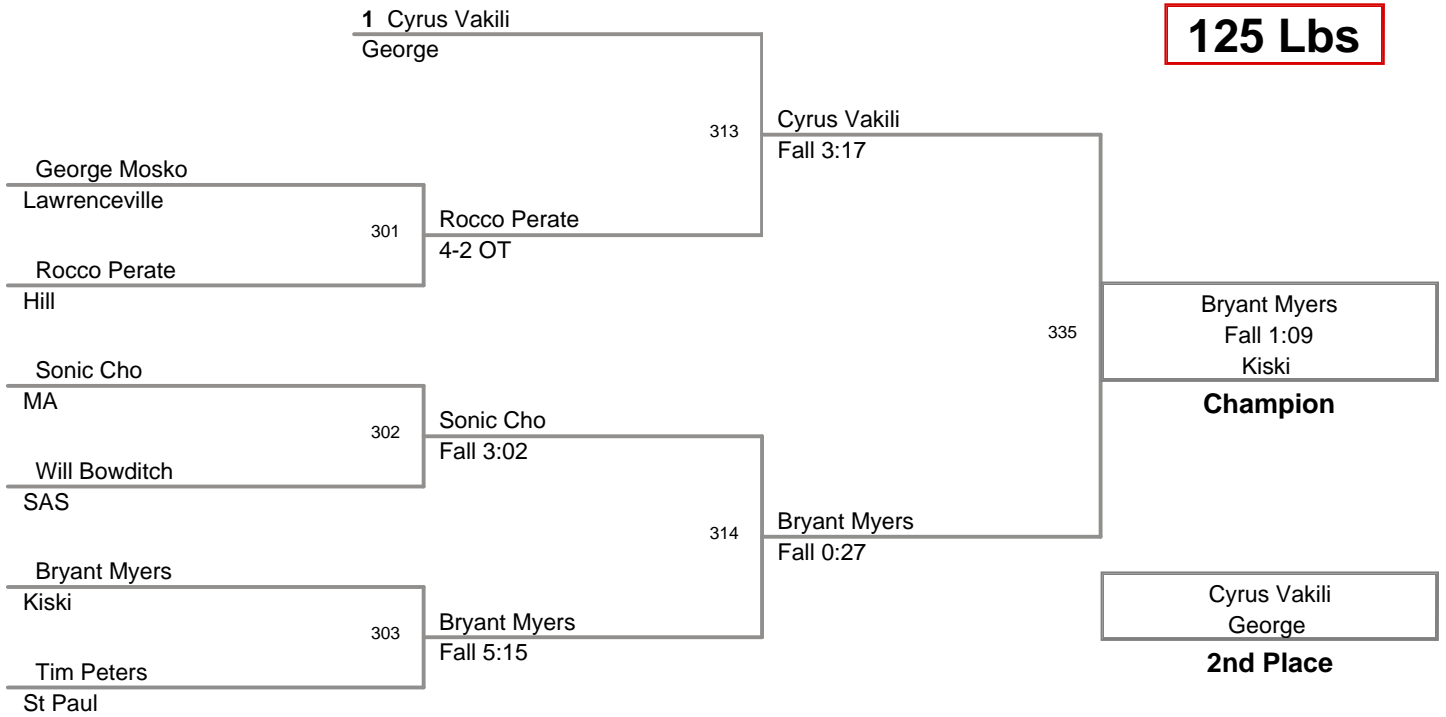 1 Cyrus Vakili
George
125 Lbs
313
Cyrus Vakili
Fall 3:17
George Mosko
Lawrenceville
301
Rocco Perate
4-2 OT
Rocco Perate
Hill
335
Bryant Myers
Fall 1:09
Kiski
Champion
Sonic Cho
MA
302
Sonic Cho
Fall 3:02
Will Bowditch
SAS
314
Bryant Myers
Fall 0:27
Bryant Myers
Kiski
303
Bryant Myers
Fall 5:15
Tim Peters
St Paul
Cyrus Vakili
George
2nd Place